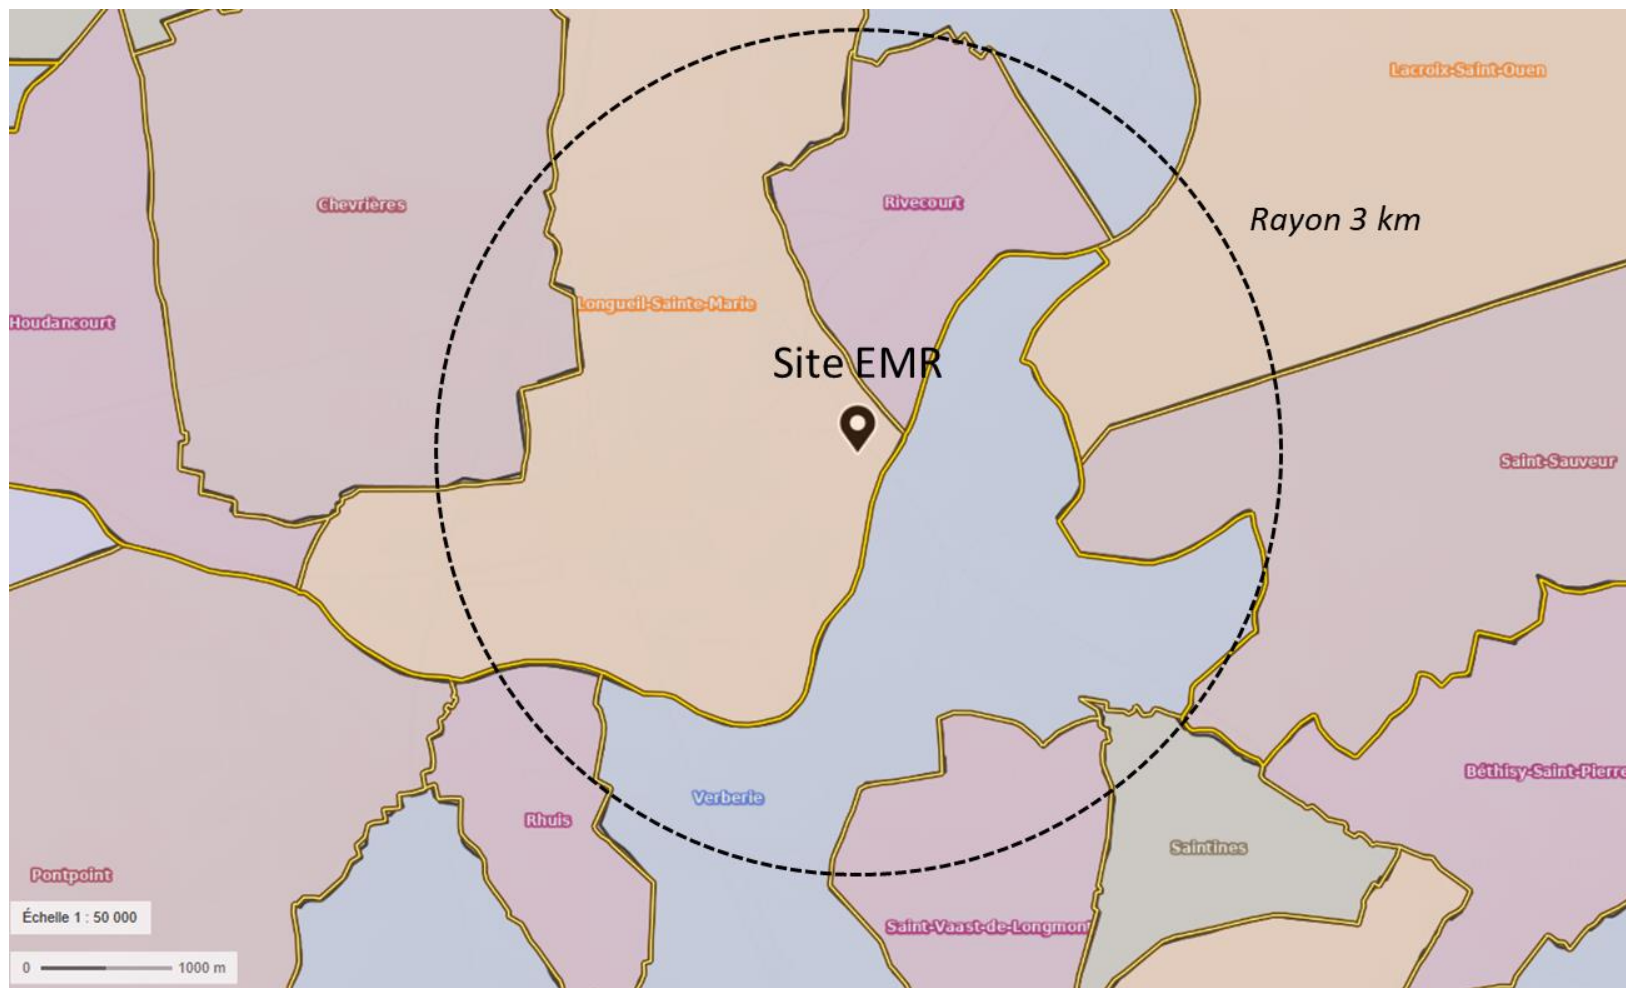 Lacroix-Saint-Ouen
Chevrières
Rivecourt
Rayon 3 km
Longueil-Sainte-Marie
Houdancourt
Site EMR
Saint-Sauveur
Béthisy-Saint-Pierre
Verberie
Rhuis
Saintines
Pontpoint
Échelle 1 : 50 000
Saint-Vaast-de-Longmont
0 1000 m